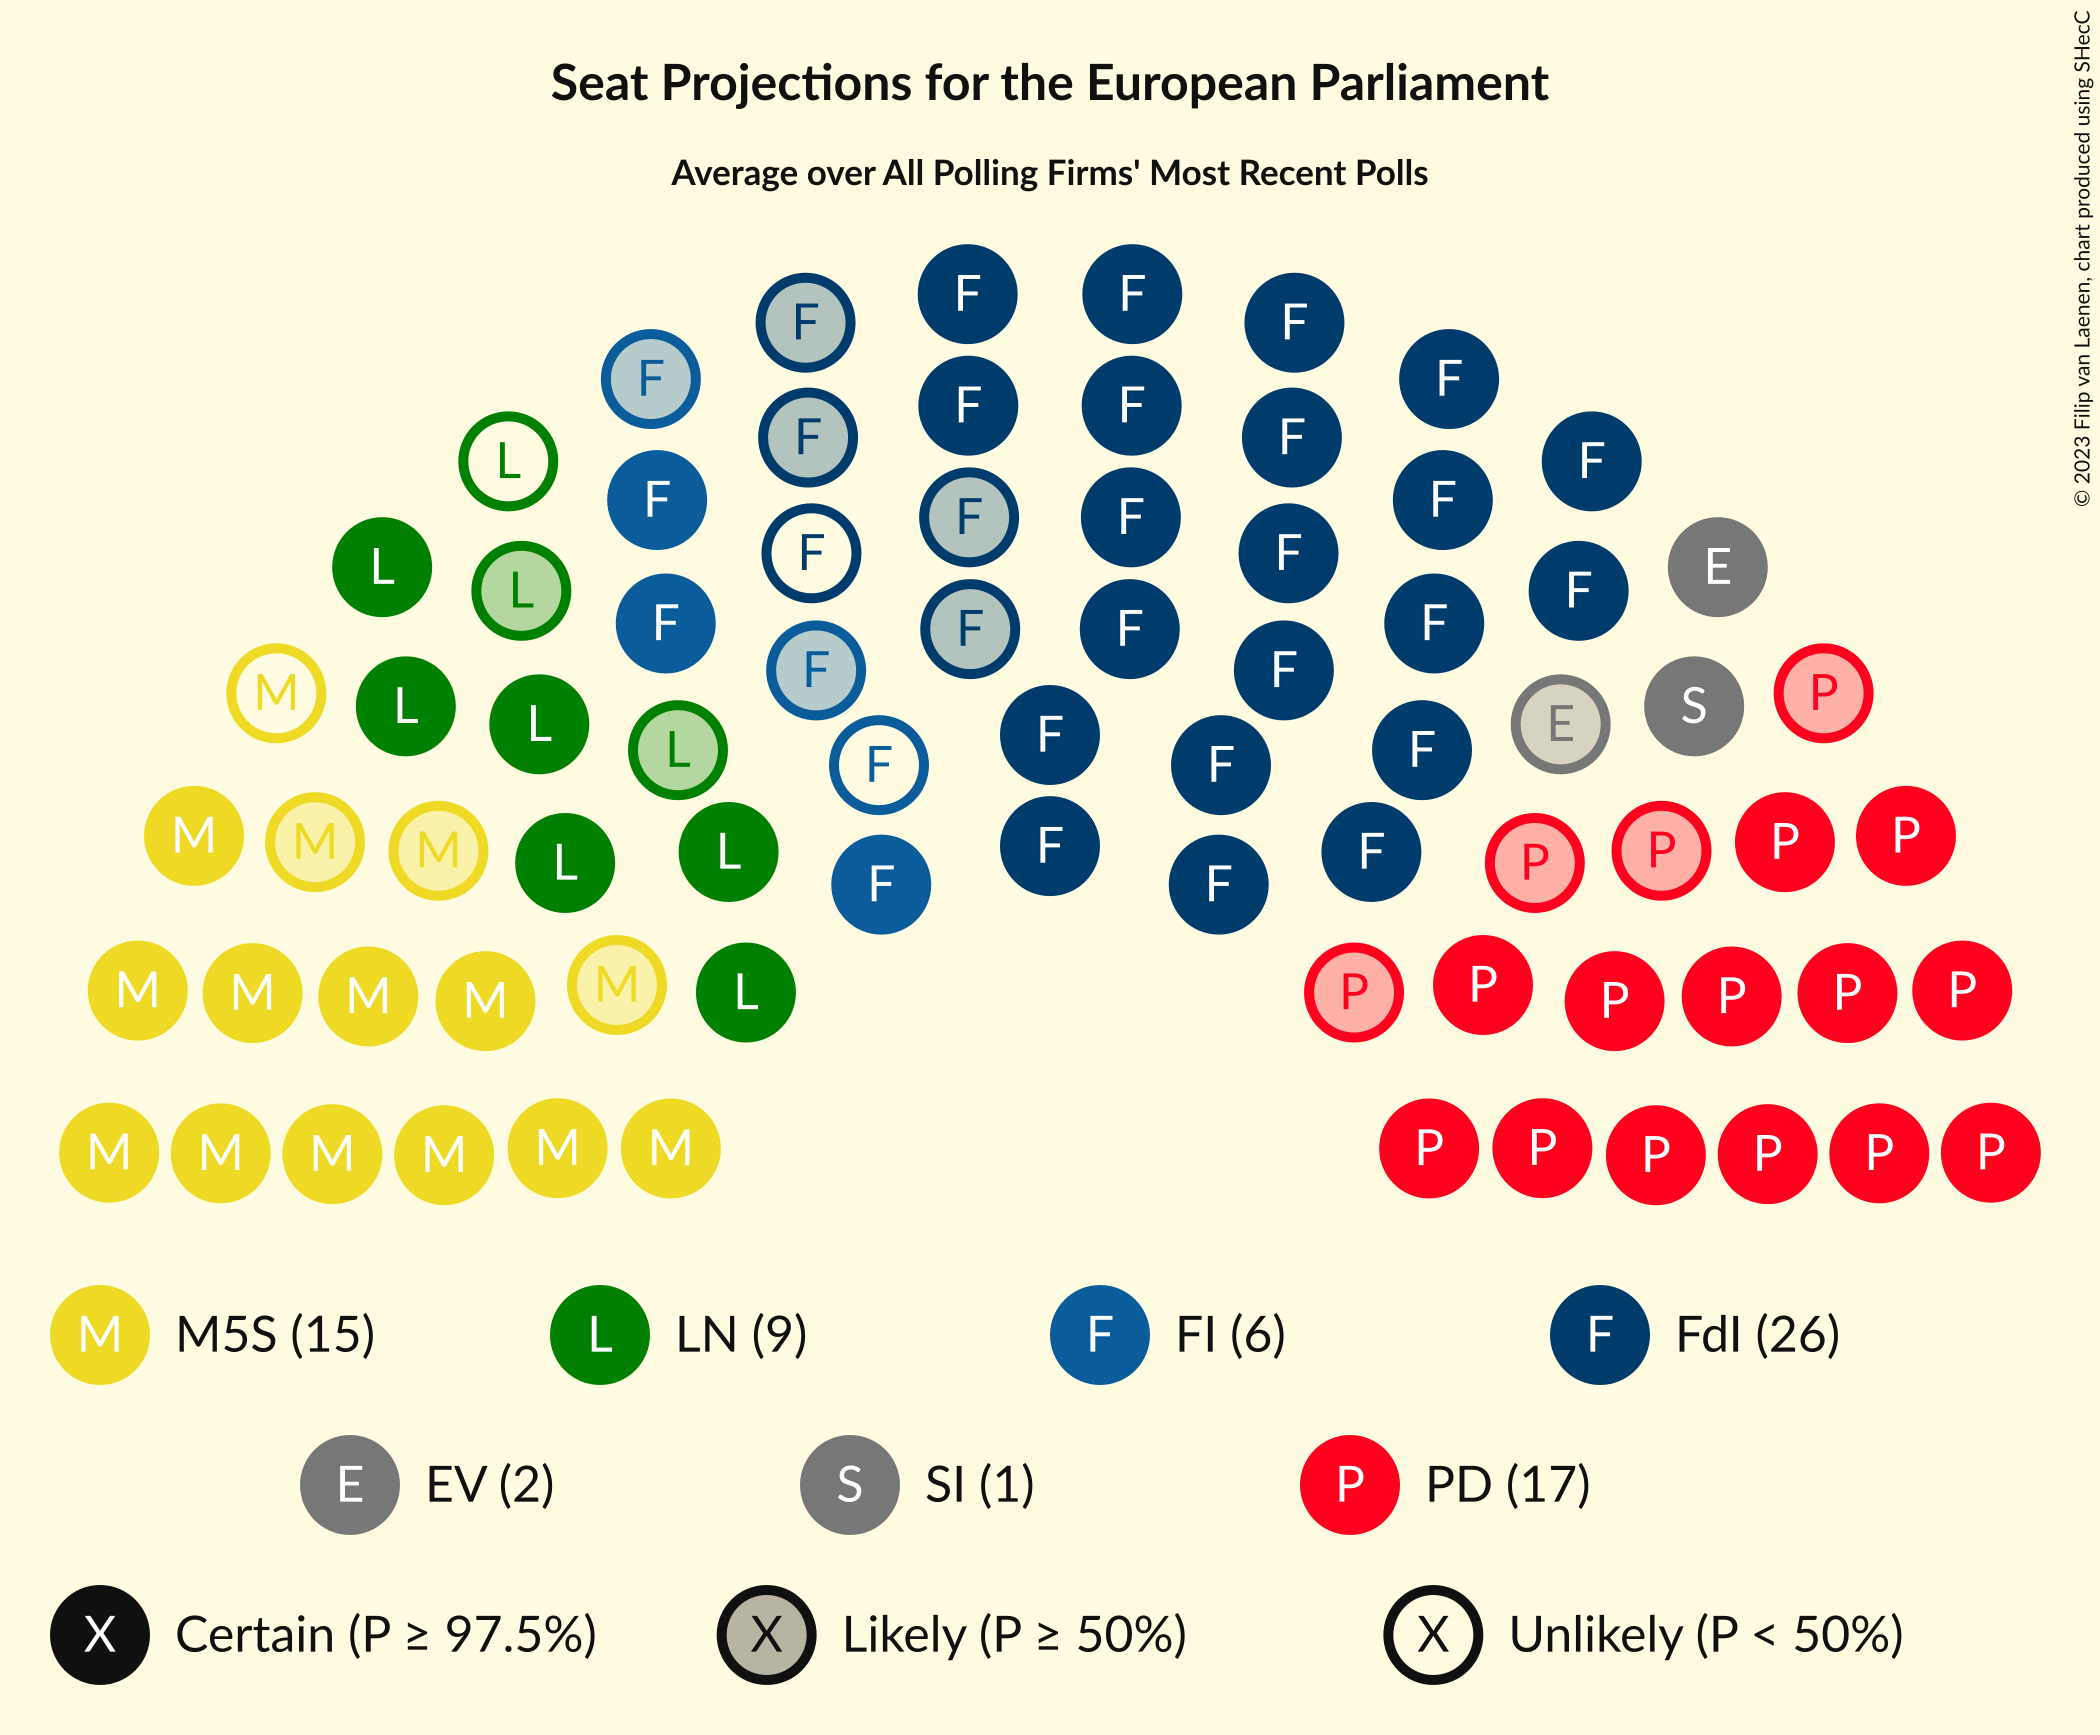 Seat Projections for the European Parliament
Average over All Polling Firms' Most Recent Polls
© 2023 Filip van Laenen, chart produced using SHecC
F F
F F
F F
F F
F F
F F
L F
F F
F F
F F
L F F E
L F
F F
F F
M L S P
L E
L F
F F F
M M P P
M L L F P P
F F F
M M M M M L P P P P P P
M M M M M M P P P P P P
M M5S (15) L LN (9) F FI (6) F FdI (26)
E EV (2) S SI (1) P PD (17)
X Certain (P ≥ 97.5%) X Likely (P ≥ 50%) X Unlikely (P < 50%)